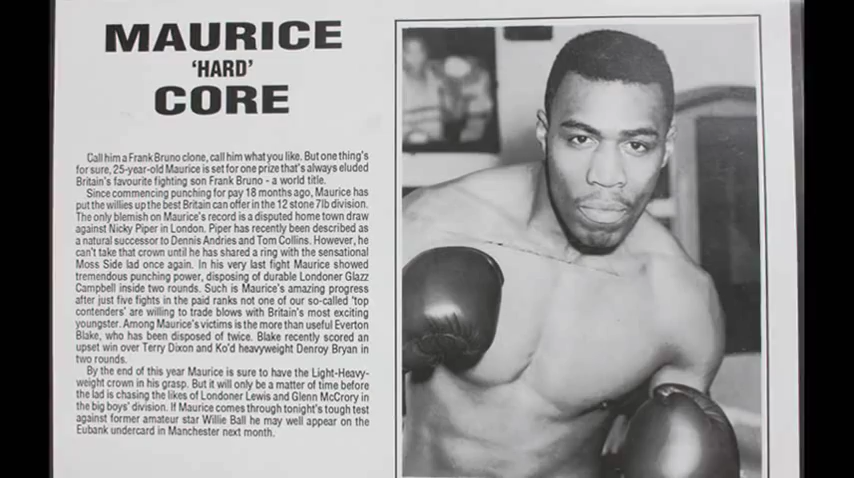 MAURICE
‘HARD’
CORE
Call him a Frank Bruno clone, call him what you like. But one thing's
for sure, 25-year-old Maurice is set for one prize that's always eluded
Britain's favourite fighting son Frank Bruno - a world title.
Since commencing punching for pay 18 months ago, Maurice has
put the willies up the best Britain can offer in the 12 stone 7lb division.
The only blemish on Maurice's record is a disputed home town draw
against Nicky Piper in London. Piper has recently been described as
a natural successor to Dennis Andries and Tom Collins. However, he
can't take that crown until he has shared a ring with the sensational
Moss Side lad once again. In his very last fight Maurice showed
tremendous punching power, disposing of durable Londoner Glazz
Campbell inside two rounds. Such is Maurice's amazing progress
after just five fights in the paid ranks not one of our so-called 'top
contenders' are willing to trade blows with Britain's most exciting
youngster. Among Maurice's victims is the more than useful Everton
Blake, who has been disposed of twice. Blake recently scored an
upset win over Terry Dixon and Ko'd heavyweight Denroy Bryan in
two rounds.
By the end of this year Maurice is sure to have the Light-Heavy-
weight crown in his grasp. But it will only be a matter of time before
the lad is chasing the likes of Londoner Lewis and Glenn McCrory in
the big boys' division. If Maurice comes through tonight's tough test
against former amateur star Willie Ball he may well appear on the
Eubank undercard in Manchester next month.